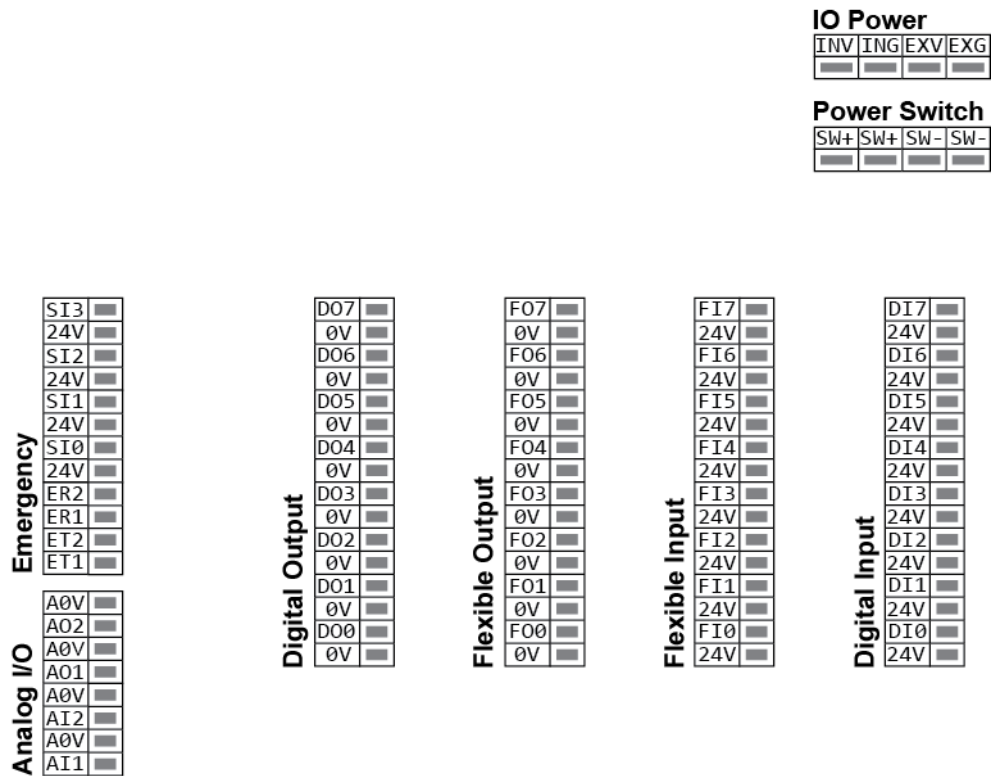 IO Power
INV ING EXV EXG
Power Switch
SW+ SW+ SW- SW-
Emergency
SI3
24V
SI2
24V
SI1
24V
SI0
24V
ER2
ER1
ET2
ET1
Analog I/O
A0V
AO2
A0V
AO1
A0V
AI2
A0V
AI1
Digital Output
DO7
0V
DO6
0V
DO5
0V
DO4
0V
DO3
0V
DO2
0V
DO1
0V
DO0
0V
Flexible Output
FO7
0V
FO6
0V
FO5
0V
FO4
0V
FO3
0V
FO2
0V
FO1
0V
FO0
0V
Flexible Input
FI7
24V
FI6
24V
FI5
24V
FI4
24V
FI3
24V
FI2
24V
FI1
24V
FI0
24V
Digital Input
DI7
24V
DI6
24V
DI5
24V
DI4
24V
DI3
24V
DI2
24V
DI1
24V
DI0
24V